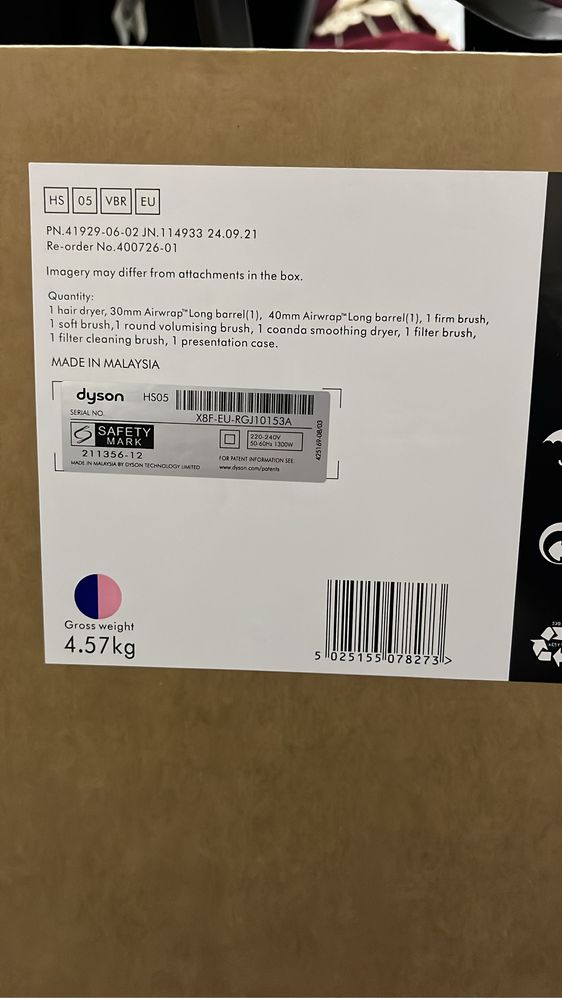 HS 05 VBR EU
PN.41929-06-02 JN.114933 24.09.21
Re-order No.400726-01
Imagery may differ from attachments in the box.
Quantity:
1 hair dryer, 30mm Airwrap™Long barrel(1), 40mm Airwrap™Long barrel(1), 1 firm brush,
1 soft brush,1 round volumising brush, 1 coanda smoothing dryer, 1 filter brush,
1 filter cleaning brush, 1 presentation case.
MADE IN MALAYSIA
dyson HS05
SERIAL NO. X8F-EU-RGJ10153A
SAFETY
MARK
211356-12
MADE IN MALAYSIA BY DYSON TECHNOLOGY LIMITED
220-240V
50-60Hz 1300W
FOR PATENT INFORMATION SEE:
www.dyson.com/patents
425169-08/03
Gross weight
4.57kg
5 025155 078273 >